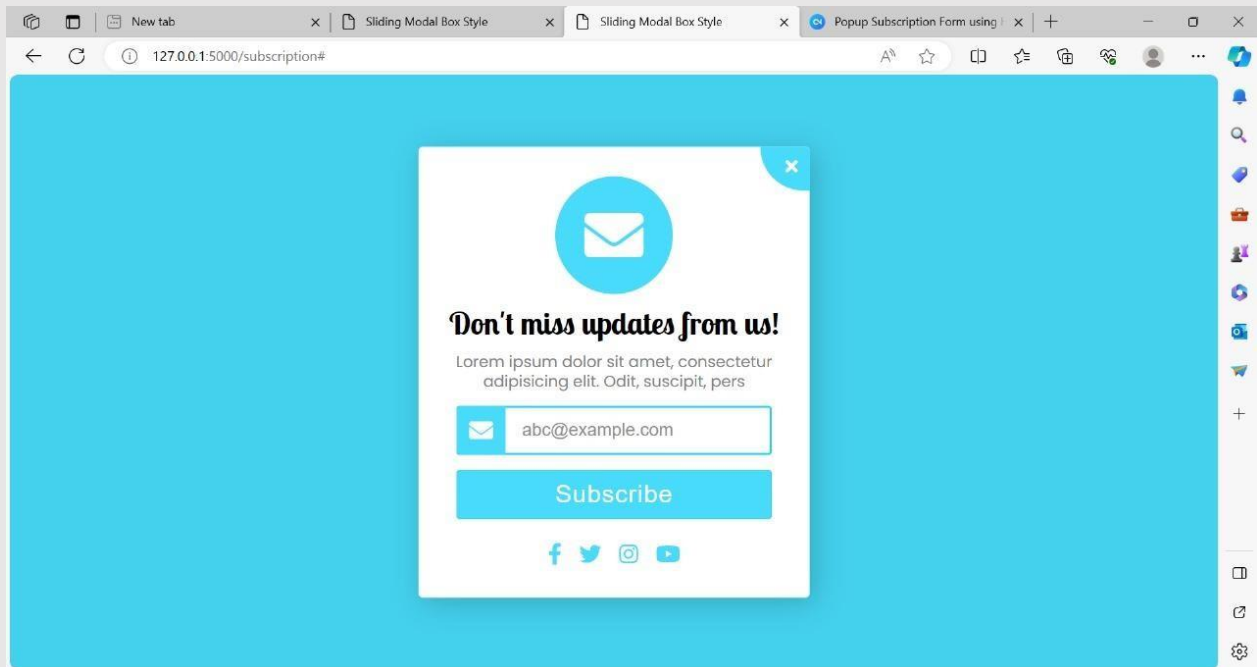 New tab
Sliding Modal Box Style
Sliding Modal Box Style
Popup Subscription Form using
127.0.0.1:5000/subscription#
Don't miss updates from us!
Lorem ipsum dolor sit amet, consectetur
adipisicing elit. Odit, suscipit, pers
abc@example.com
Subscribe